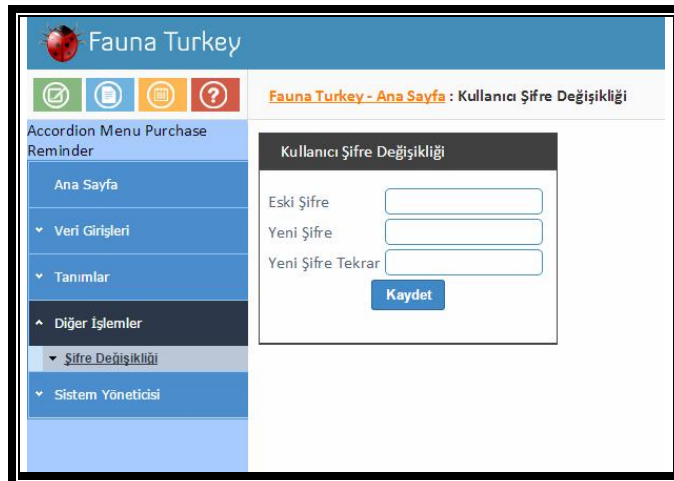 Fauna Turkey
Fauna Turkey - Ana Sayfa : Kullanıcı Şifre Değişikliği
Accordion Menu Purchase
Reminder
Ana Sayfa
Veri Girişleri
Tanımlar
Diğer İşlemler
Şifre Değişikliği
Sistem Yöneticisi
Kullanıcı Şifre Değişikliği
Eski Şifre
Yeni Şifre
Yeni Şifre Tekrar
Kaydet